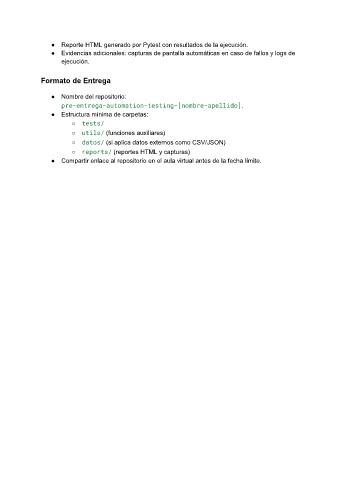 ● Reporte HTML generado por Pytest con resultados de la ejecución.
● Evidencias adicionales: capturas de pantalla automáticas en caso de fallos y logs de
ejecución.
Formato de Entrega
● Nombre del repositorio:
pre-entrega-automation-testing-[nombre-apellido].
● Estructura mínima de carpetas:
○ tests/
○ utils/ (funciones auxiliares)
○ datos/ (si aplica datos externos como CSV/JSON)
○ reports/ (reportes HTML y capturas)
● Compartir enlace al repositorio en el aula virtual antes de la fecha límite.